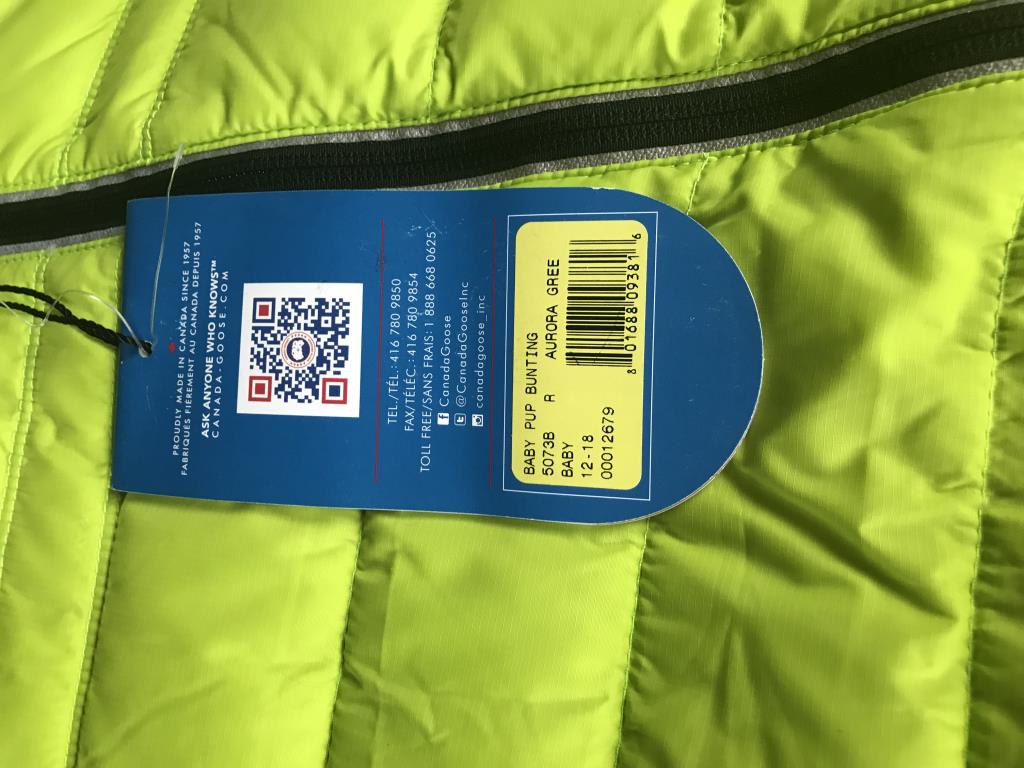 PROUDLY MADE IN CANADA SINCE 1957
FABRIQUÉS FIÈREMENT AU CANADA DEPUIS 1957
ASK ANYONE WHO KNOWS™
CANADA-GOOSE.COM
TEL./TÉL.: 416 780 9850
FAX/TÉLÉC.: 416 780 9854
TOLL FREE/SANS FRAIS: 1 888 668 0625
CanadaGoose
@CanadaGooseInc
canadagoose_inc
BABY PUP BUNTING
5073B R AURORA GREE
BABY
12-18
00012679
8 01688 09381 6